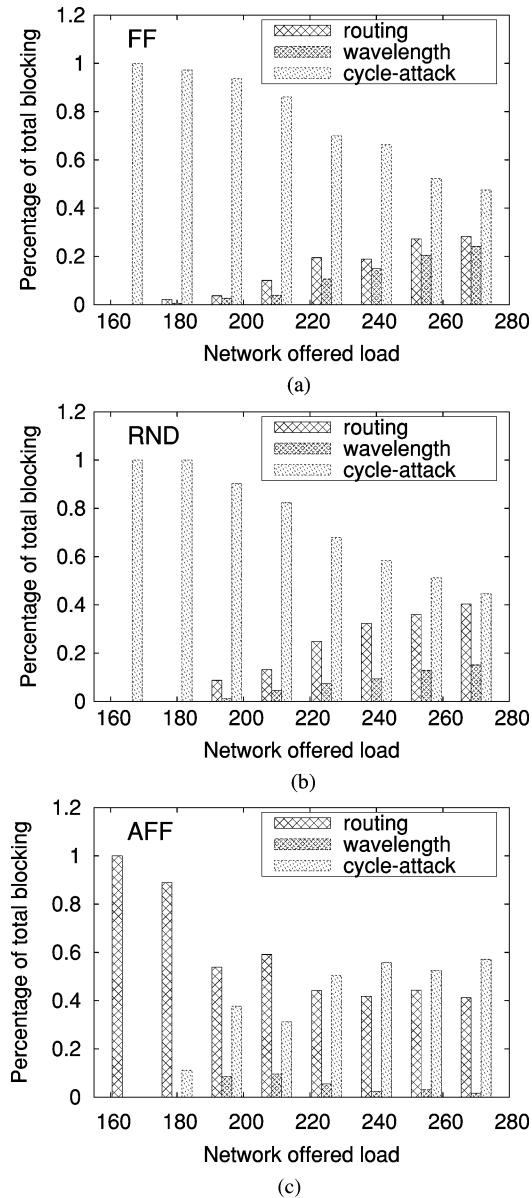 FF
routing
wavelength
cycle-attack
1.2
1
0.8
0.6
0.4
0.2
0
Percentage of total blocking
160 180 200 220 240 260 280
Network offered load
(a)
RND
routing
wavelength
cycle-attack
1.2
1
0.8
0.6
0.4
0.2
0
Percentage of total blocking
160 180 200 220 240 260 280
Network offered load
(b)
AFF
routing
wavelength
cycle-attack
1.2
1
0.8
0.6
0.4
0.2
0
Percentage of total blocking
160 180 200 220 240 260 280
Network offered load
(c)